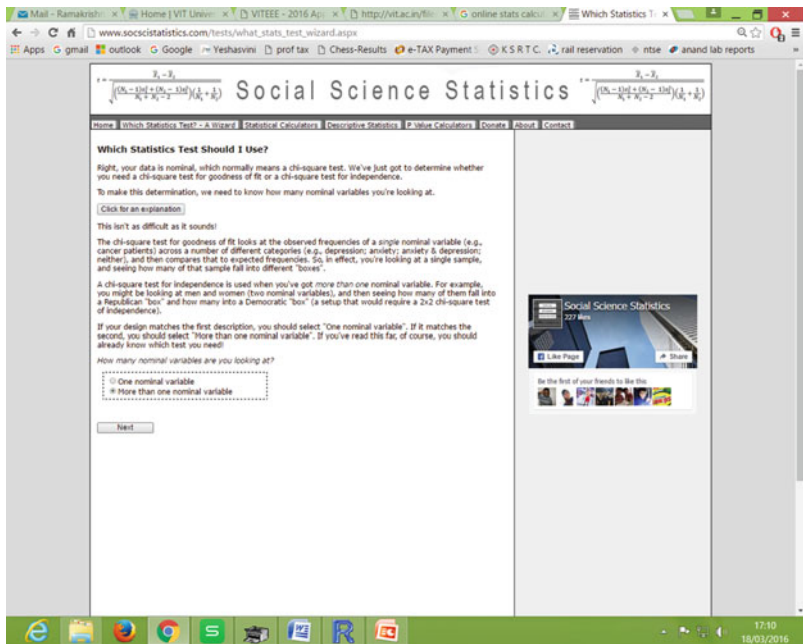 Mail - Ramakrishn
Home | VIT Univer
VITEEE - 2016 Ap
http://vit.ac.in/file
online stats calcu
Which Statistics Te
www.socscistatistics.com/tests/what_stats_test_wizard.aspx
Apps gmail outlook Google Yeshasvini prof tax Chess-Results e-TAX Payment S K S R T C. rail reservation ntse anand lab reports
Social Science Statistics
Home Which Statistics Test? - A Wizard Statistical Calculators Descriptive Statistics P Value Calculators Donate About Contact
Which Statistics Test Should I Use?
Right, your data is nominal, which normally means a chi-square test. We've just got to determine whether
you need a chi-square test for goodness of fit or a chi-square test for independence.
To make this determination, we need to know how many nominal variables you're looking at.
Click for an explanation
This isn't as difficult as it sounds!
The chi-square test for goodness of fit looks at the observed frequencies of a single nominal variable (e.g.,
cancer patients) across a number of different categories (e.g., depression; anxiety; anxiety & depression;
neither), and then compares that to expected frequencies. So, in effect, you're looking at a single sample,
and seeing how many of that sample fall into different "boxes".
A chi-square test for independence is used when you've got more than one nominal variable. For example,
you might be looking at men and women (two nominal variables), and then seeing how many of them fall into
a Republican "box" and how many into a Democratic "box" (a setup that would require a 2x2 chi-square test
of independence).
If your design matches the first description, you should select "One nominal variable". If it matches the
second, you should select "More than one nominal variable". If you've read this far, of course, you should
already know which test you need!
How many nominal variables are you looking at?
One nominal variable
More than one nominal variable
Next
Social Science Statistics
227 likes
Like Page
Share
Be the first of your friends to like this
17:10
18/03/2016